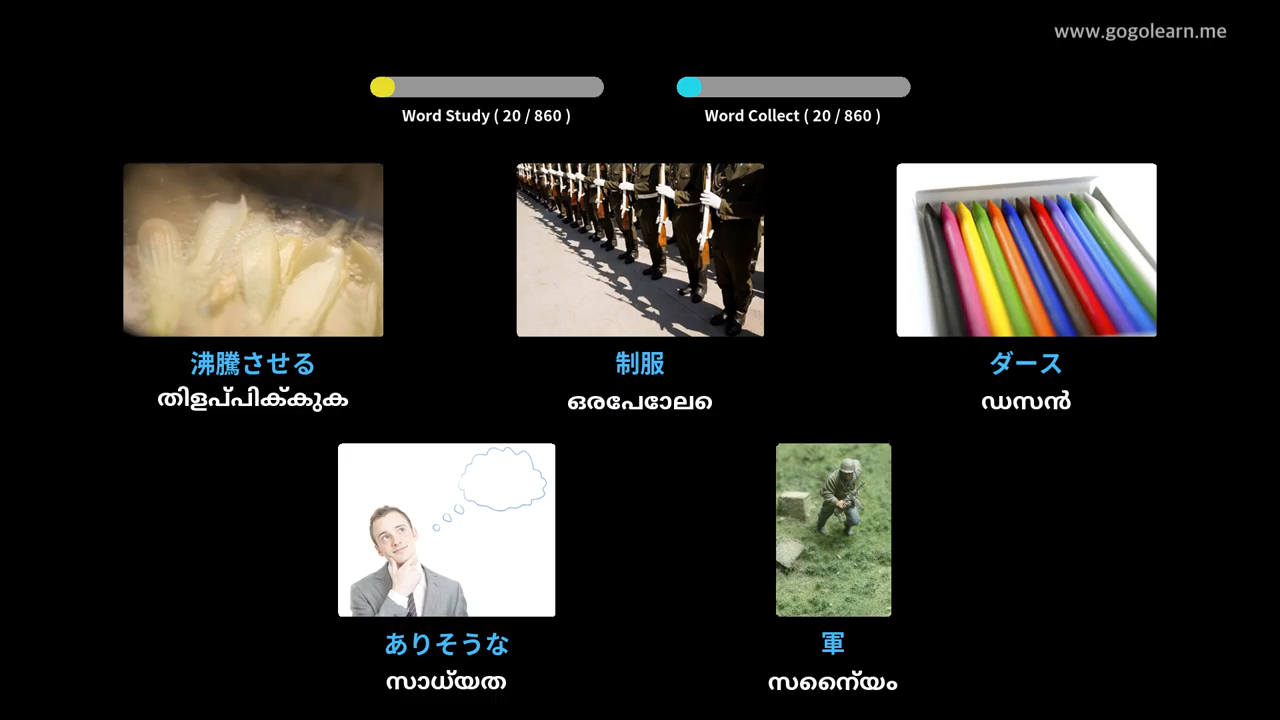 www.gogolearn.me
Word Study ( 20 / 860 )
Word Collect ( 20 / 860 )
沸騰させる
തിളപ്പിക്കുക
制服
ഒരപേോലെ
ダース
ഡസൻ
ありそうな
സാധ്യത
軍
സനൈ്യം